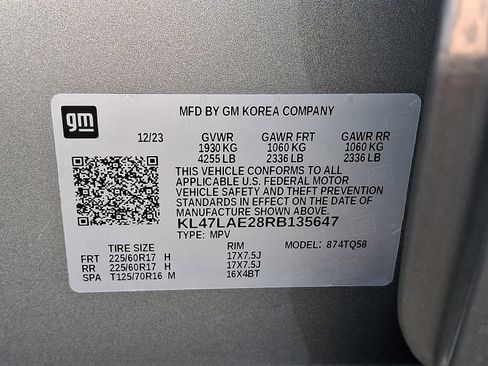 gm
MFD BY GM KOREA COMPANY
12/23 GVWR GAWR FRT GAWR RR
1930 KG 1060 KG 1060 KG
4255 LB 2336 LB 2336 LB
THIS VEHICLE CONFORMS TO ALL
APPLICABLE U.S. FEDERAL MOTOR
VEHICLE SAFETY AND THEFT PREVENTION
STANDARDS IN EFFECT ON THE DATE OF
MANUFACTURE SHOWN ABOVE.
KL47LAE28RB135647
TYPE: MPV MODEL: 874TQ58
TIRE SIZE RIM
FRT 225/60R17 H 17X7.5J
RR 225/60R17 H 17X7.5J
SPA T125/70R16 M 16X4BT